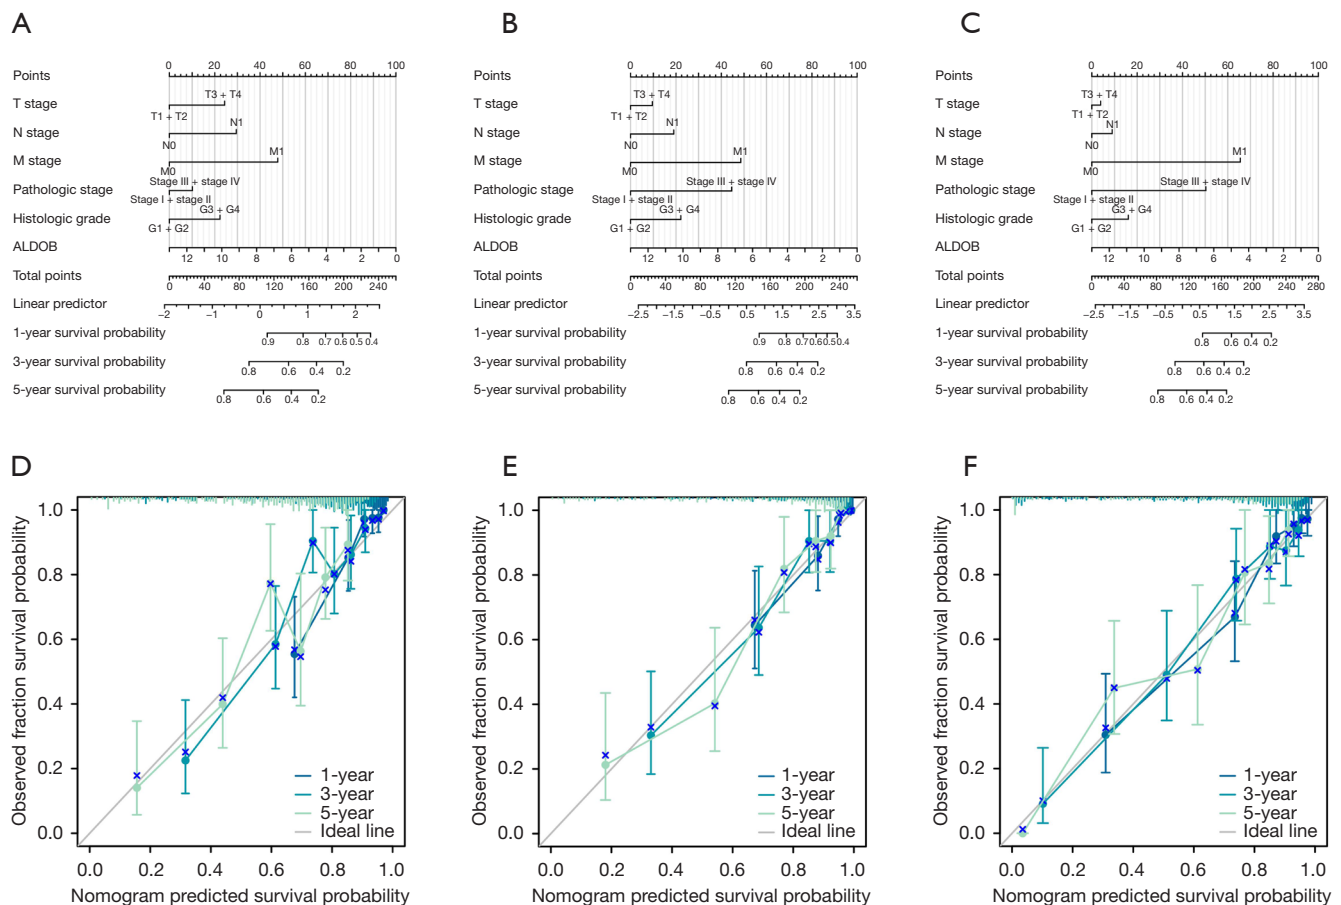 A
Points
0 20 40 60 80 100
T stage
T3 + T4
T1 + T2
N stage
N1
N0
M stage
M1
M0
Pathologic stage
Stage III + stage IV
Stage I + stage II
Histologic grade
G3 + G4
G1 + G2
ALDOB
12 10 8 6 4 2 0
Total points
0 40 80 120 160 200 240
Linear predictor
−2 −1 0 1 2
1-year survival probability
0.9 0.8 0.7 0.6 0.5 0.4
3-year survival probability
0.8 0.6 0.4 0.2
5-year survival probability
0.8 0.6 0.4 0.2
B
Points
0 20 40 60 80 100
T stage
T3 + T4
T1 + T2
N stage
N1
N0
M stage
M1
M0
Pathologic stage
Stage III + stage IV
Stage I + stage II
Histologic grade
G3 + G4
G1 + G2
ALDOB
12 10 8 6 4 2 0
Total points
0 40 80 120 160 200 240
Linear predictor
−2.5 −1.5 −0.5 0.5 1.5 2.5 3.5
1-year survival probability
0.9 0.8 0.7 0.6 0.5 0.4
3-year survival probability
0.8 0.6 0.4 0.2
5-year survival probability
0.8 0.6 0.4 0.2
C
Points
0 20 40 60 80 100
T stage
T3 + T4
T1 + T2
N stage
N1
N0
M stage
M1
M0
Pathologic stage
Stage III + stage IV
Stage I + stage II
Histologic grade
G3 + G4
G1 + G2
ALDOB
12 10 8 6 4 2 0
Total points
0 40 80 120 160 200 240 280
Linear predictor
−2.5 −1.5 −0.5 0.5 1.5 2.5 3.5
1-year survival probability
0.8 0.6 0.4 0.2
3-year survival probability
0.8 0.6 0.4 0.2
5-year survival probability
0.8 0.6 0.4 0.2
D
Observed fraction survival probability
1.0
0.8
0.6
0.4
0.2
0.0
1-year
3-year
5-year
Ideal line
0.0 0.2 0.4 0.6 0.8 1.0
Nomogram predicted survival probability
E
Observed fraction survival probability
1.0
0.8
0.6
0.4
0.2
0.0
1-year
3-year
5-year
Ideal line
0.0 0.2 0.4 0.6 0.8 1.0
Nomogram predicted survival probability
F
Observed fraction survival probability
1.0
0.8
0.6
0.4
0.2
0.0
1-year
3-year
5-year
Ideal line
0.0 0.2 0.4 0.6 0.8 1.0
Nomogram predicted survival probability